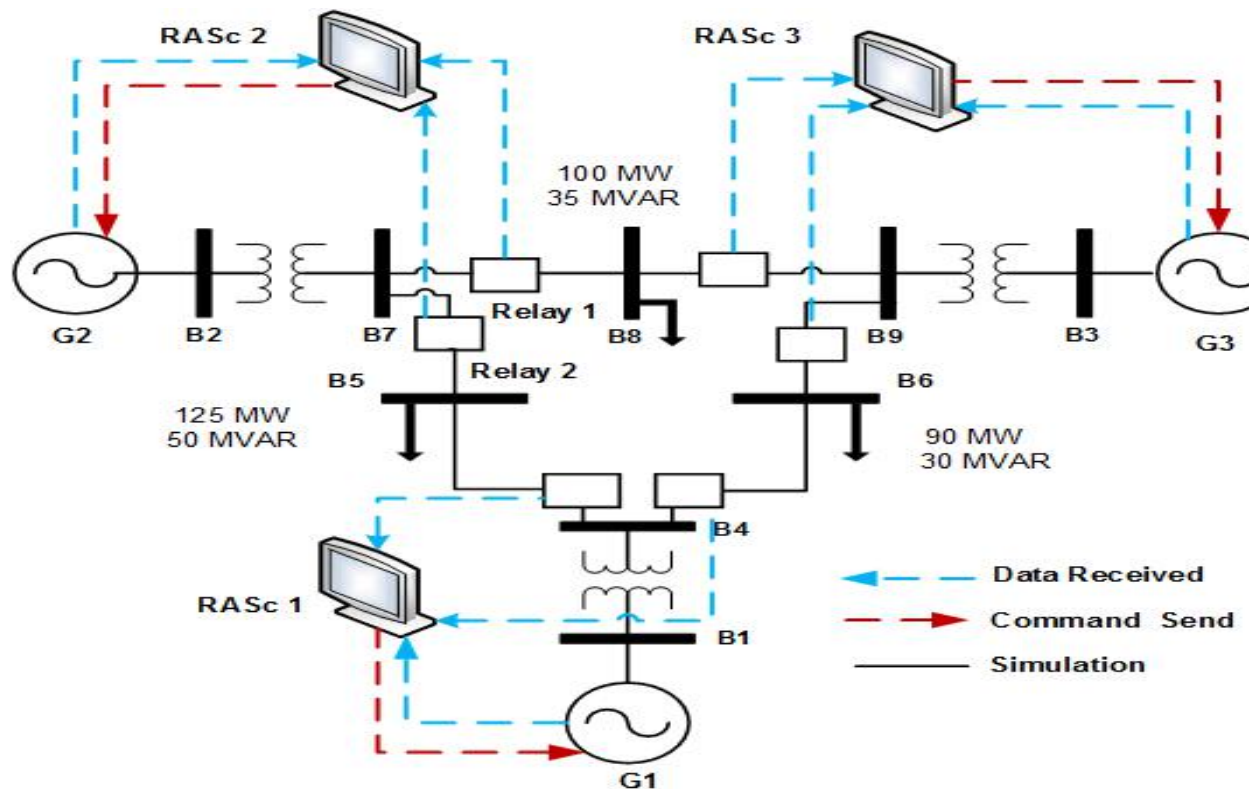 RASc 2
RASc 3
100 MW
35 MVAR
G2
B2
B7
Relay 1
B8
B9
B3
G3
Relay 2
B5
B6
125 MW
50 MVAR
90 MW
30 MVAR
B4
RASc 1
B1
G1
Data Received
Command Send
Simulation